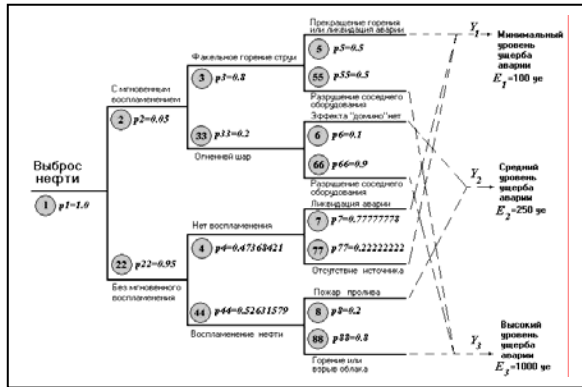 Прекращение горения
или ликвидация аварии
Y1
5 p5=0.5
Минимальный
уровень
ущерба
аварии
E1=100 уе
Факельное горение струи
3 p3=0.8
55 p55=0.5
Разрушение соседнего
оборудования
С мгновенным
воспламенением
Эффекта "домино"нет
2 p2=0.05
33 p33=0.2
6 p6=0.1
Огненней шар
66 p66=0.9
Выброс
нефти
Разрушение соседнего
оборудования
Y2
Средний
уровень
ущерба
аварии
E2=250 уе
1 p1=1.0
Ликвидация аварии
Нет воспламенения
7 p7=0.77777778
4 p4=0.47368421
77 p77=0.22222222
Отсутствие источника
22 p22=0.95
Без мгновенного
воспламенения
Пожар пролива
44 p44=0.52631579
8 p8=0.2
Воспламенение нефти
88 p88=0.8
Горение или
взрыв облака
Y3
Высокий
уровень
ущерба
аварии
E3=1000 уе